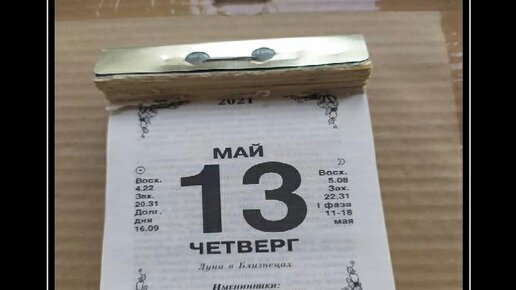 2021
МАЙ
13
ЧЕТВЕРГ
Восх.
4.22
Зах.
20.31
Долг.
дня
16.09
Восх.
5.08
Зах.
22.31
I фаза
11-18
мая
Луна в Близнецах
Именинники: